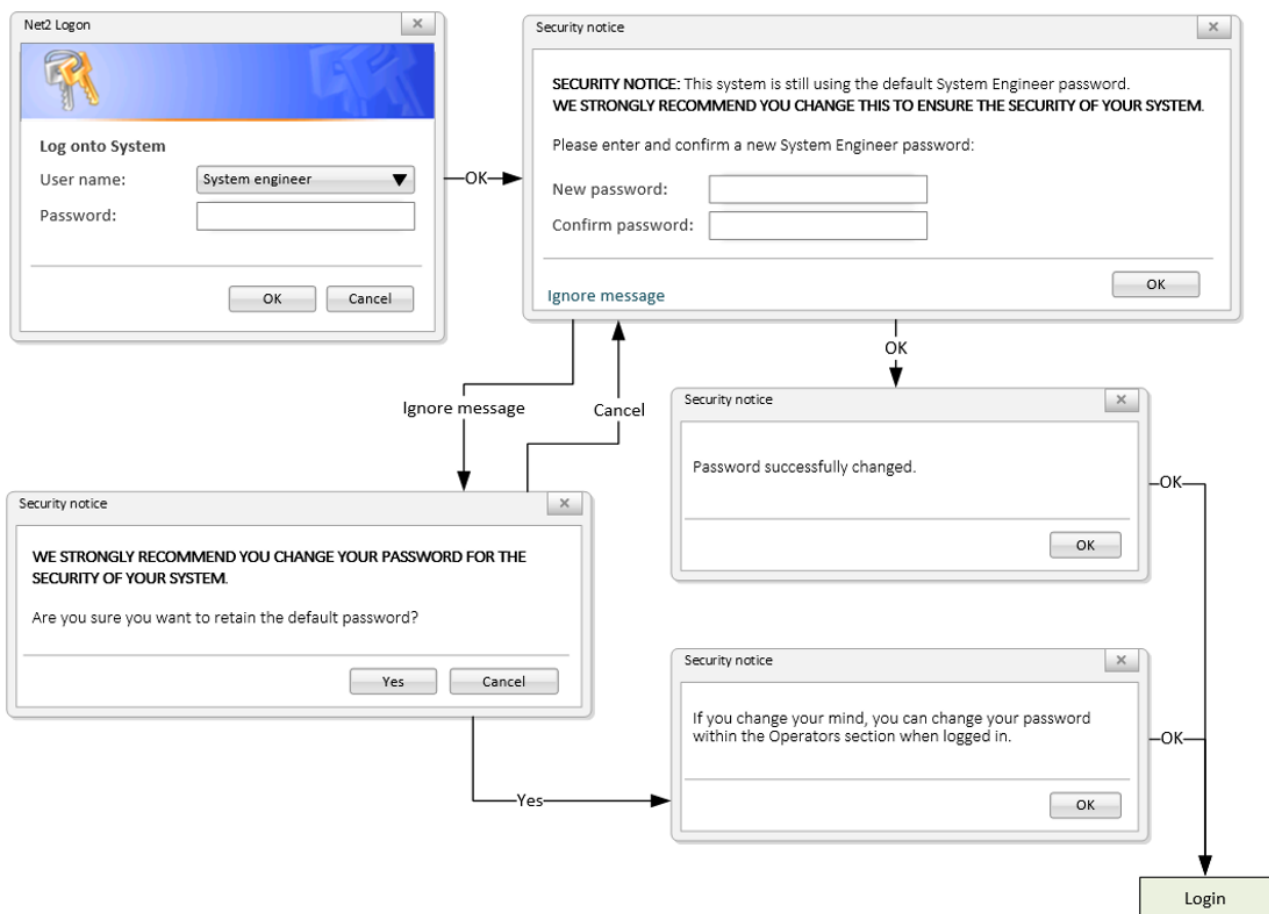 Net2 Logon
Log onto System
User name:
System engineer
Password:
OK
Cancel
OK
Security notice
SECURITY NOTICE: This system is still using the default System Engineer password.
WE STRONGLY RECOMMEND YOU CHANGE THIS TO ENSURE THE SECURITY OF YOUR SYSTEM.
Please enter and confirm a new System Engineer password:
New password:
Confirm password:
Ignore message
OK
Ignore message
Cancel
OK
Security notice
Password successfully changed.
OK
OK
Security notice
WE STRONGLY RECOMMEND YOU CHANGE YOUR PASSWORD FOR THE
SECURITY OF YOUR SYSTEM.
Are you sure you want to retain the default password?
Yes
Cancel
Yes
Security notice
If you change your mind, you can change your password
within the Operators section when logged in.
OK
OK
Login